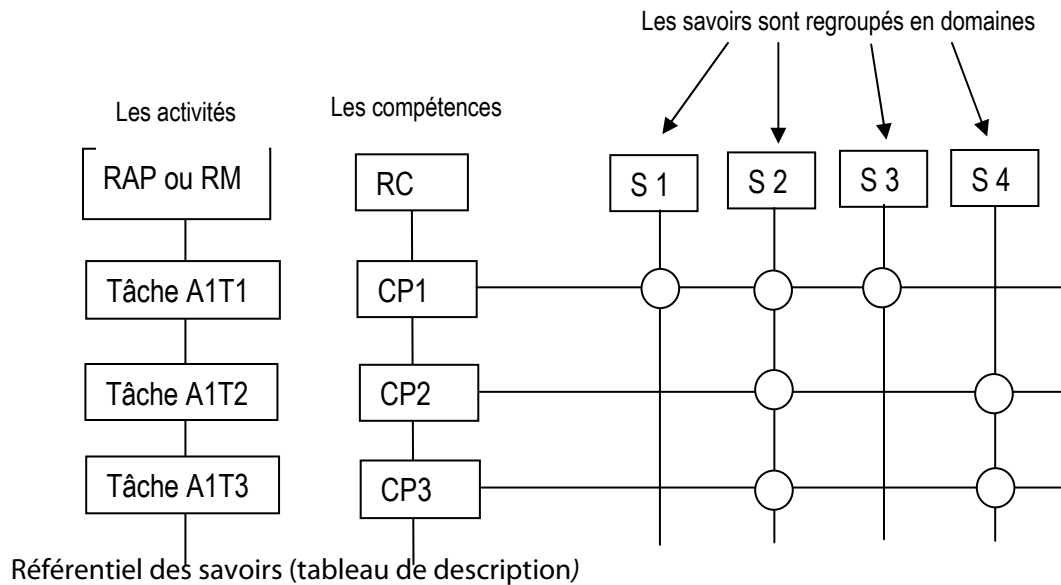 Les savoirs sont regroupés en domaines
Les activités
Les compétences
RAP ou RM
RC
S 1
S 2
S 3
S 4
Tâche A1T1
CP1
Tâche A1T2
CP2
Tâche A1T3
CP3
Référentiel des savoirs (tableau de description)